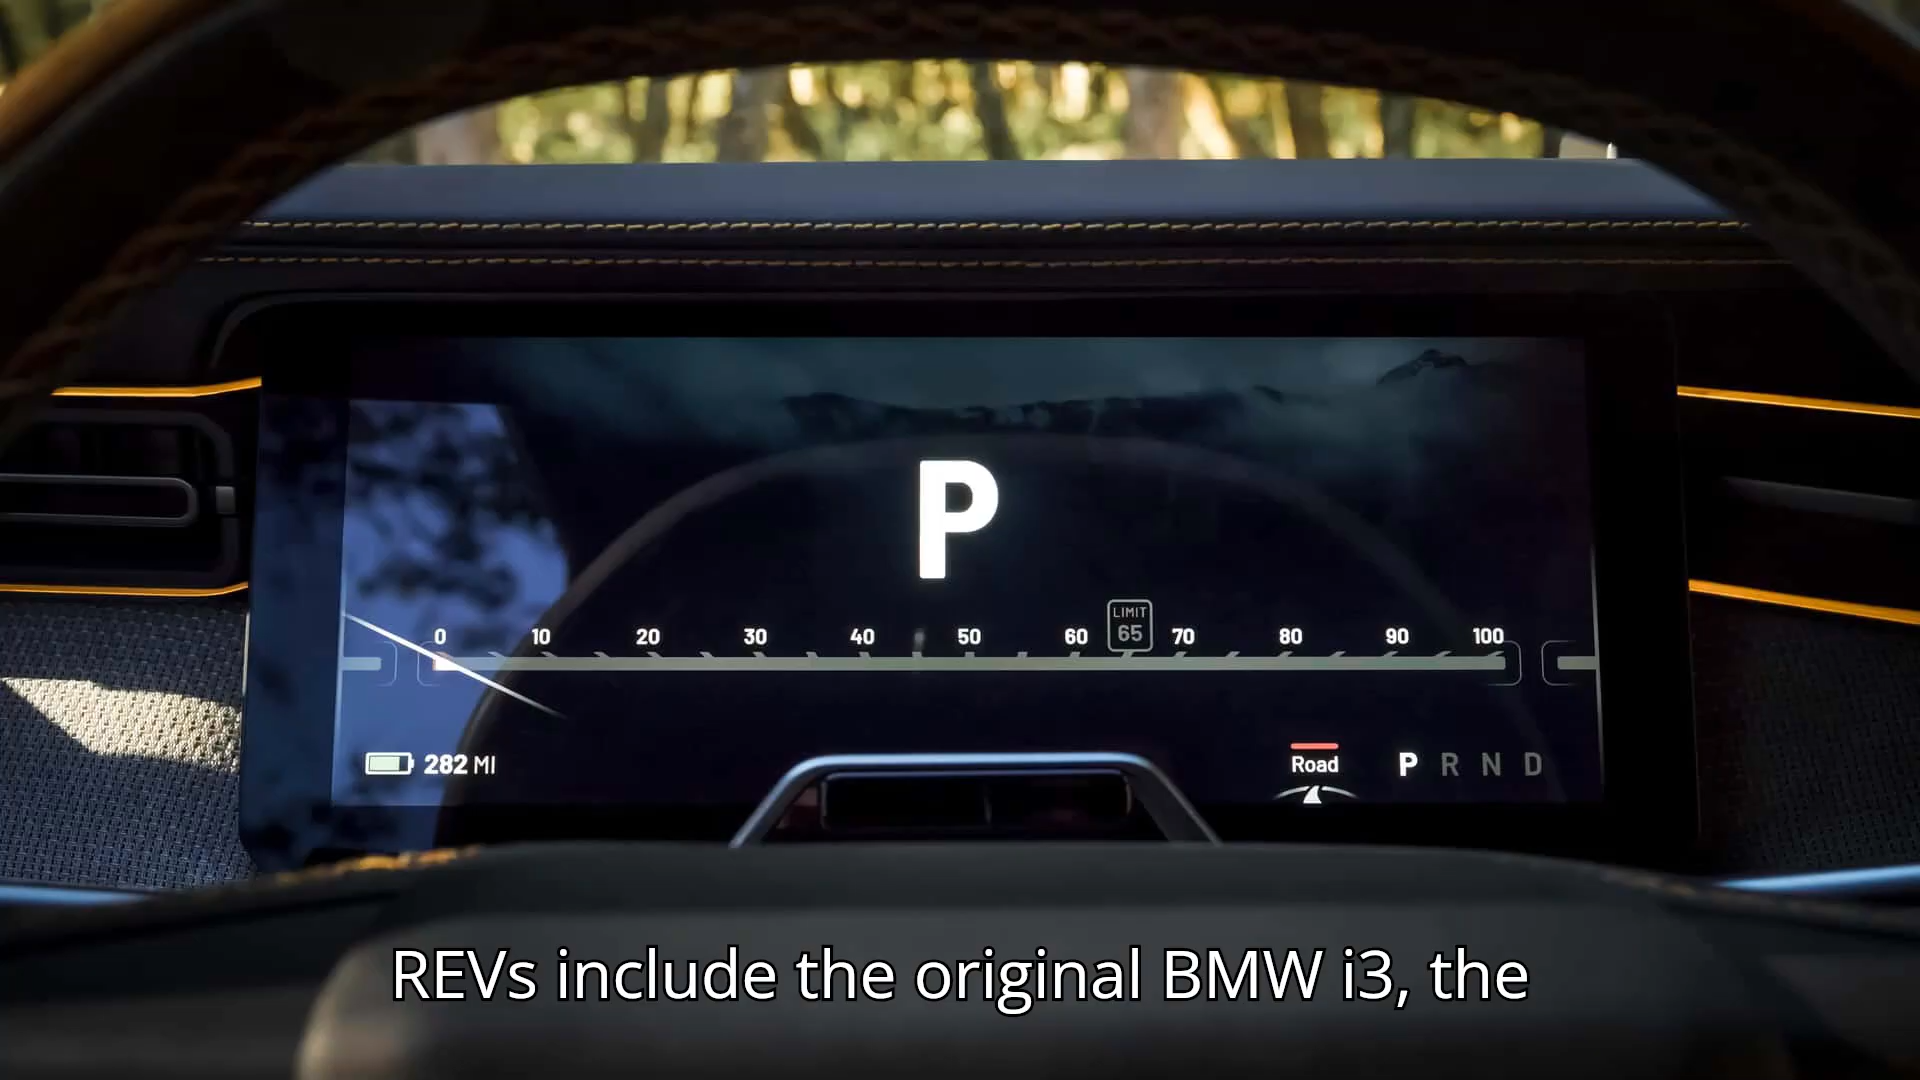 P
LIMIT
65
0 10 20 30 40 50 60 70 80 90 100
282 MI
Road
P R N D
REVs include the original BMW i3, the